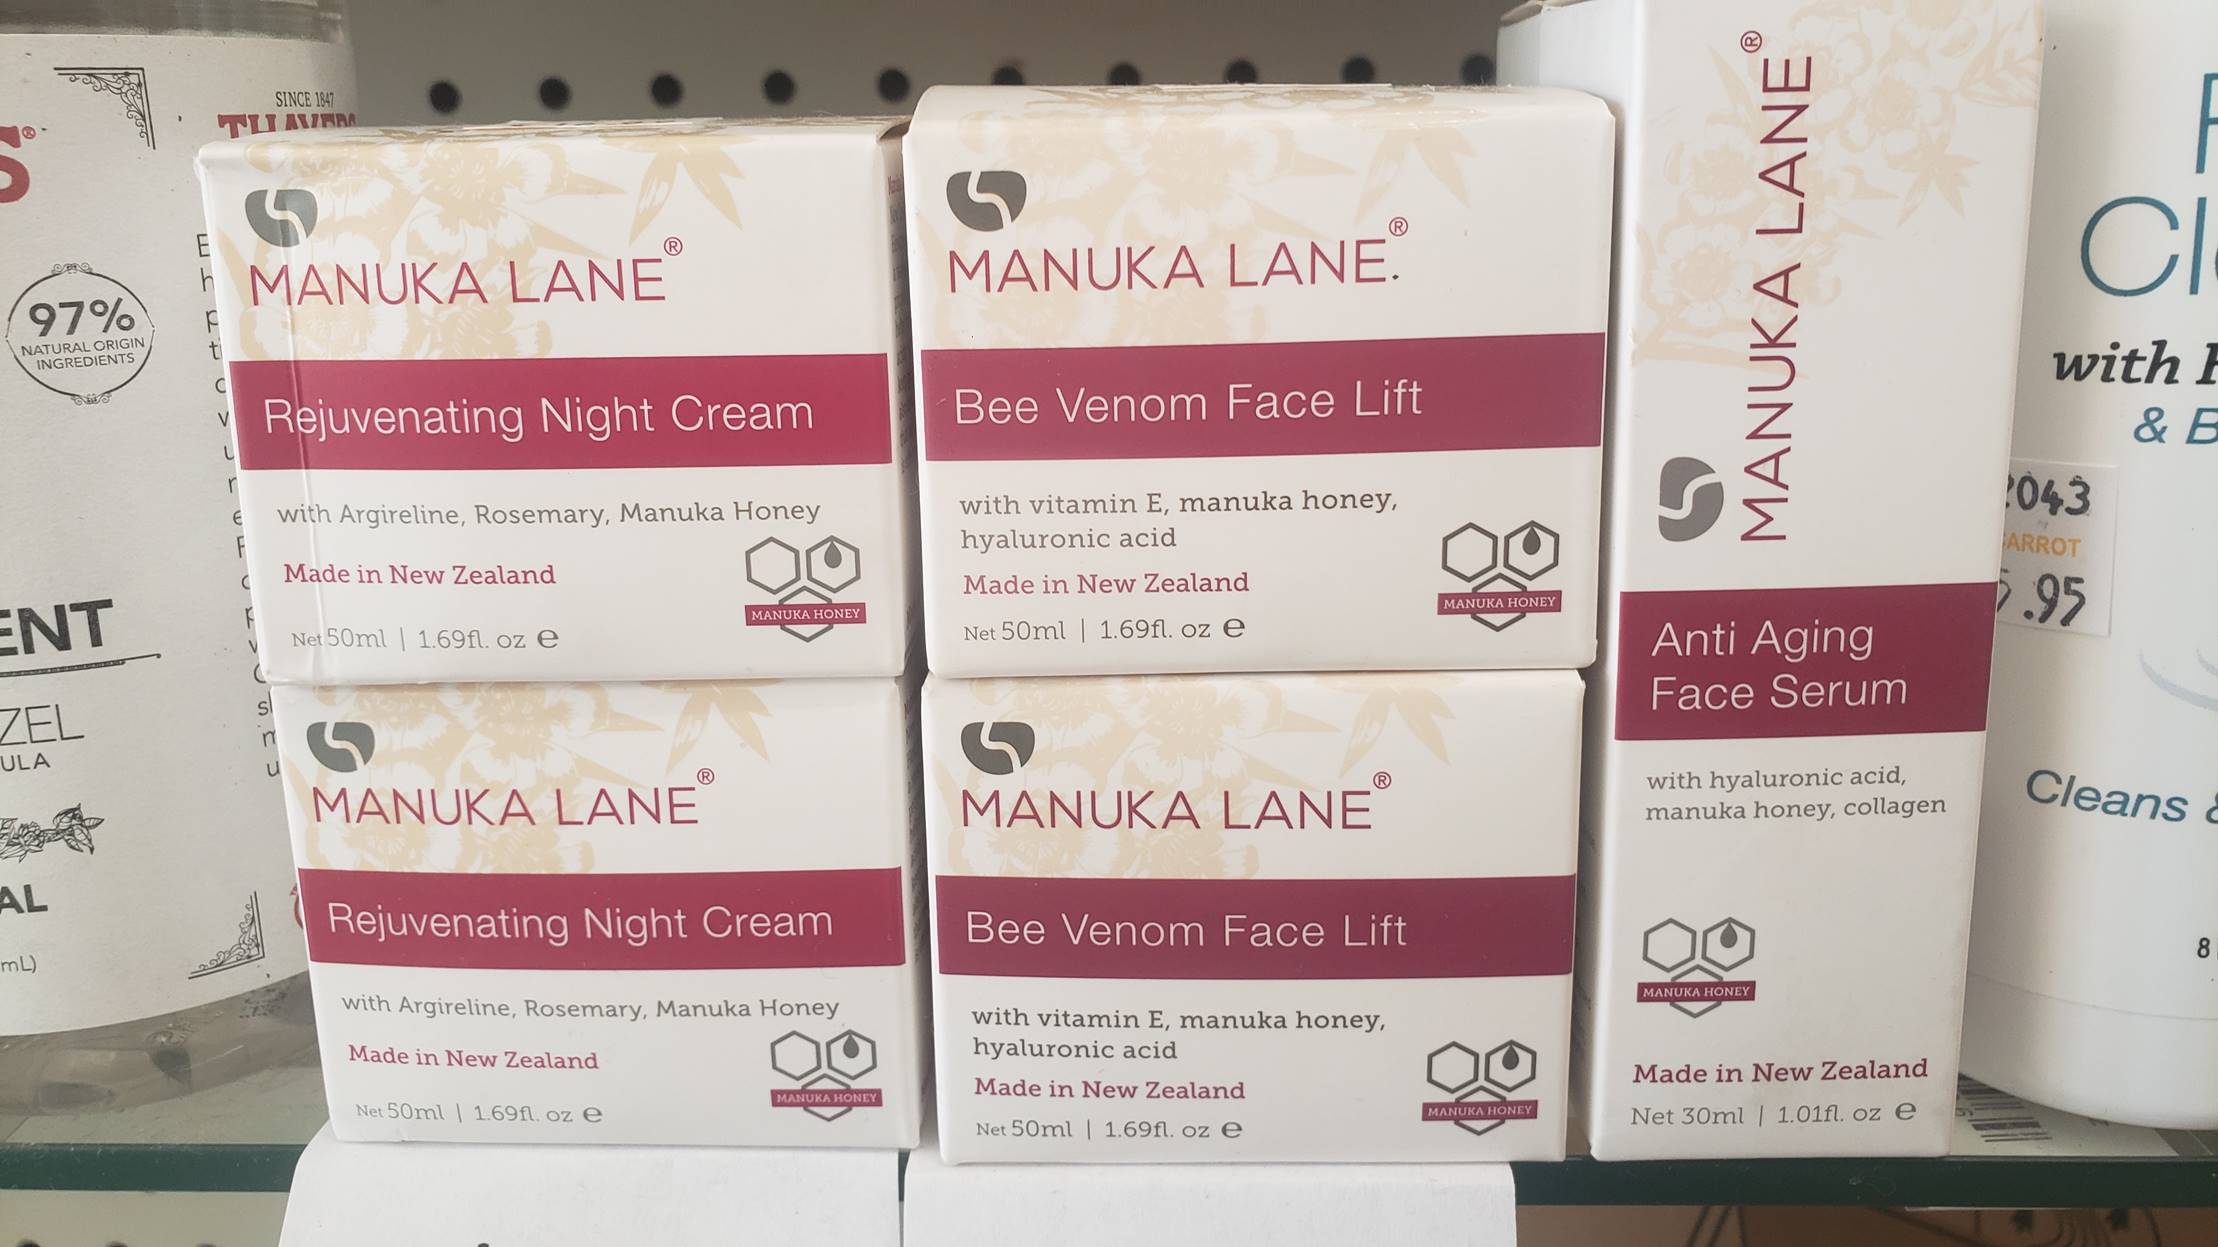 SINCE 1847
THAYERS
97%
NATURAL ORIGIN
INGREDIENTS
ENT
ZEL
ULA
AL
mL)
MANUKA LANE®
Rejuvenating Night Cream
with Argireline, Rosemary, Manuka Honey
Made in New Zealand
MANUKA HONEY
Net 50ml | 1.69fl. oz e
MANUKA LANE®
Bee Venom Face Lift
with vitamin E, manuka honey,
hyaluronic acid
Made in New Zealand
MANUKA HONEY
Net 50ml | 1.69fl. oz e
MANUKA LANE®
Rejuvenating Night Cream
with Argireline, Rosemary, Manuka Honey
Made in New Zealand
MANUKA HONEY
Net 50ml | 1.69fl. oz e
MANUKA LANE®
Bee Venom Face Lift
with vitamin E, manuka honey,
hyaluronic acid
Made in New Zealand
MANUKA HONEY
Net 50ml | 1.69fl. oz e
MANUKA LANE®
Anti Aging
Face Serum
with hyaluronic acid,
manuka honey, collagen
MANUKA HONEY
Made in New Zealand
Net 30ml | 1.01fl. oz e
with
& B
043
ARROT
.95
Cleans &
8